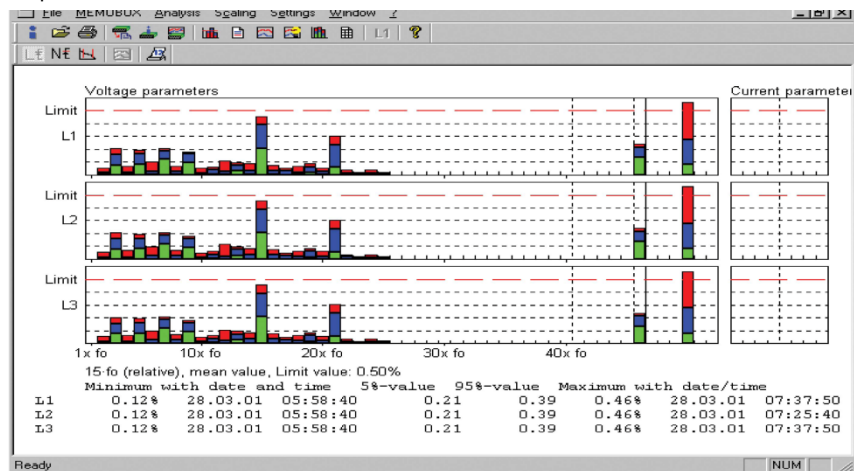 File MEMUBOX Analysis Scaling Settings Window ?
L1
Nf
Voltage parameters Current parameter
Limit
L1
Limit
L2
Limit
L3
1x fo 10x fo 20x fo 30x fo 40x fo
15·fo (relative), mean value, Limit value: 0.50%
Minimum with date and time 5%-value 95%-value Maximum with date/time
L1 0.12% 28.03.01 05:58:40 0.21 0.39 0.46% 28.03.01 07:37:50
L2 0.12% 28.03.01 05:58:40 0.21 0.39 0.46% 28.03.01 07:25:40
L3 0.12% 28.03.01 05:58:40 0.21 0.39 0.46% 28.03.01 07:37:50
Ready NUM